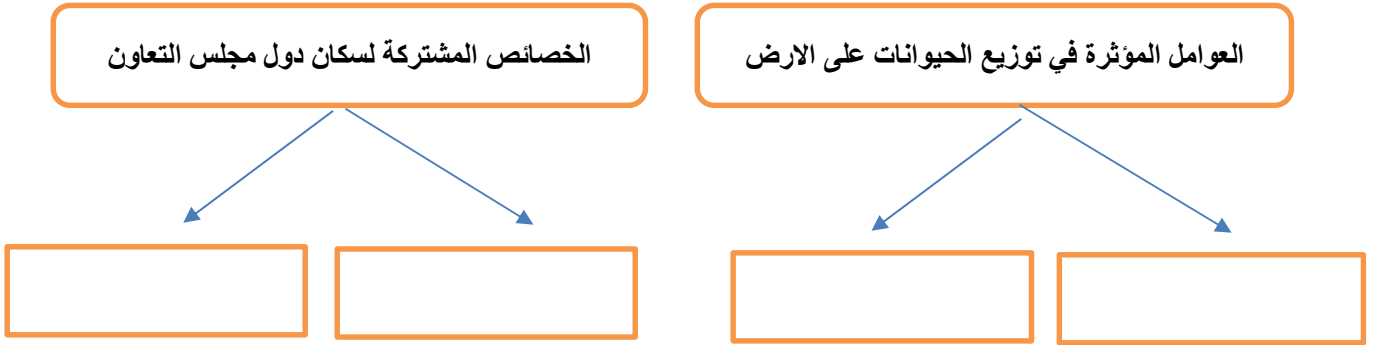 العوامل المؤثرة في توزيع الحيوانات على الارض
الخصائص المشتركة لسكان دول مجلس التعاون